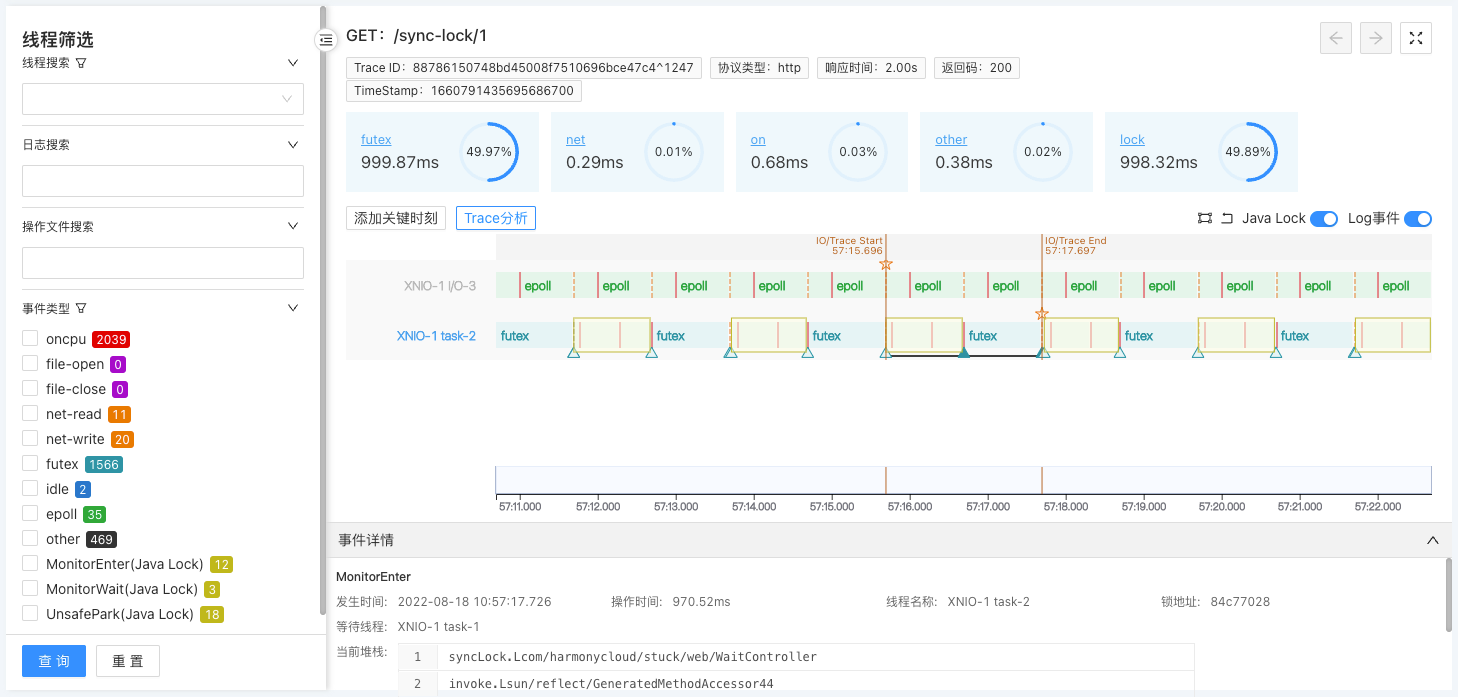 线程筛选
线程搜索
日志搜索
操作文件搜索
事件类型
oncpu 2039
file-open 0
file-close 0
net-read 11
net-write 20
futex 1566
idle 2
epoll 35
other 469
MonitorEnter(Java Lock) 12
MonitorWait(Java Lock) 3
UnsafePark(Java Lock) 18
查 询 重 置
GET：/sync-lock/1
Trace ID：88786150748bd45008f7510696bce47c4^1247 协议类型：http 响应时间：2.00s 返回码：200
TimeStamp：1660791435695686700
futex
999.87ms
49.97%
net
0.29ms
0.01%
on
0.68ms
0.03%
other
0.38ms
0.02%
lock
998.32ms
49.89%
添加关键时刻 Trace分析 Java Lock Log事件
IO/Trace Start
57:15.696
IO/Trace End
57:17.697
XNIO-1 I/O-3 epoll epoll epoll epoll epoll epoll epoll epoll epoll epoll epoll epoll
XNIO-1 task-2 futex futex futex futex futex futex
57:11.000 57:12.000 57:13.000 57:14.000 57:15.000 57:16.000 57:17.000 57:18.000 57:19.000 57:20.000 57:21.000 57:22.000
事件详情
MonitorEnter
发生时间: 2022-08-18 10:57:17.726 操作时间: 970.52ms 线程名称: XNIO-1 task-2 锁地址: 84c77028
等待线程: XNIO-1 task-1
当前堆栈:
1 syncLock.Lcom/harmonycloud/stuck/web/WaitController
2 invoke.Lsun/reflect/GeneratedMethodAccessor44